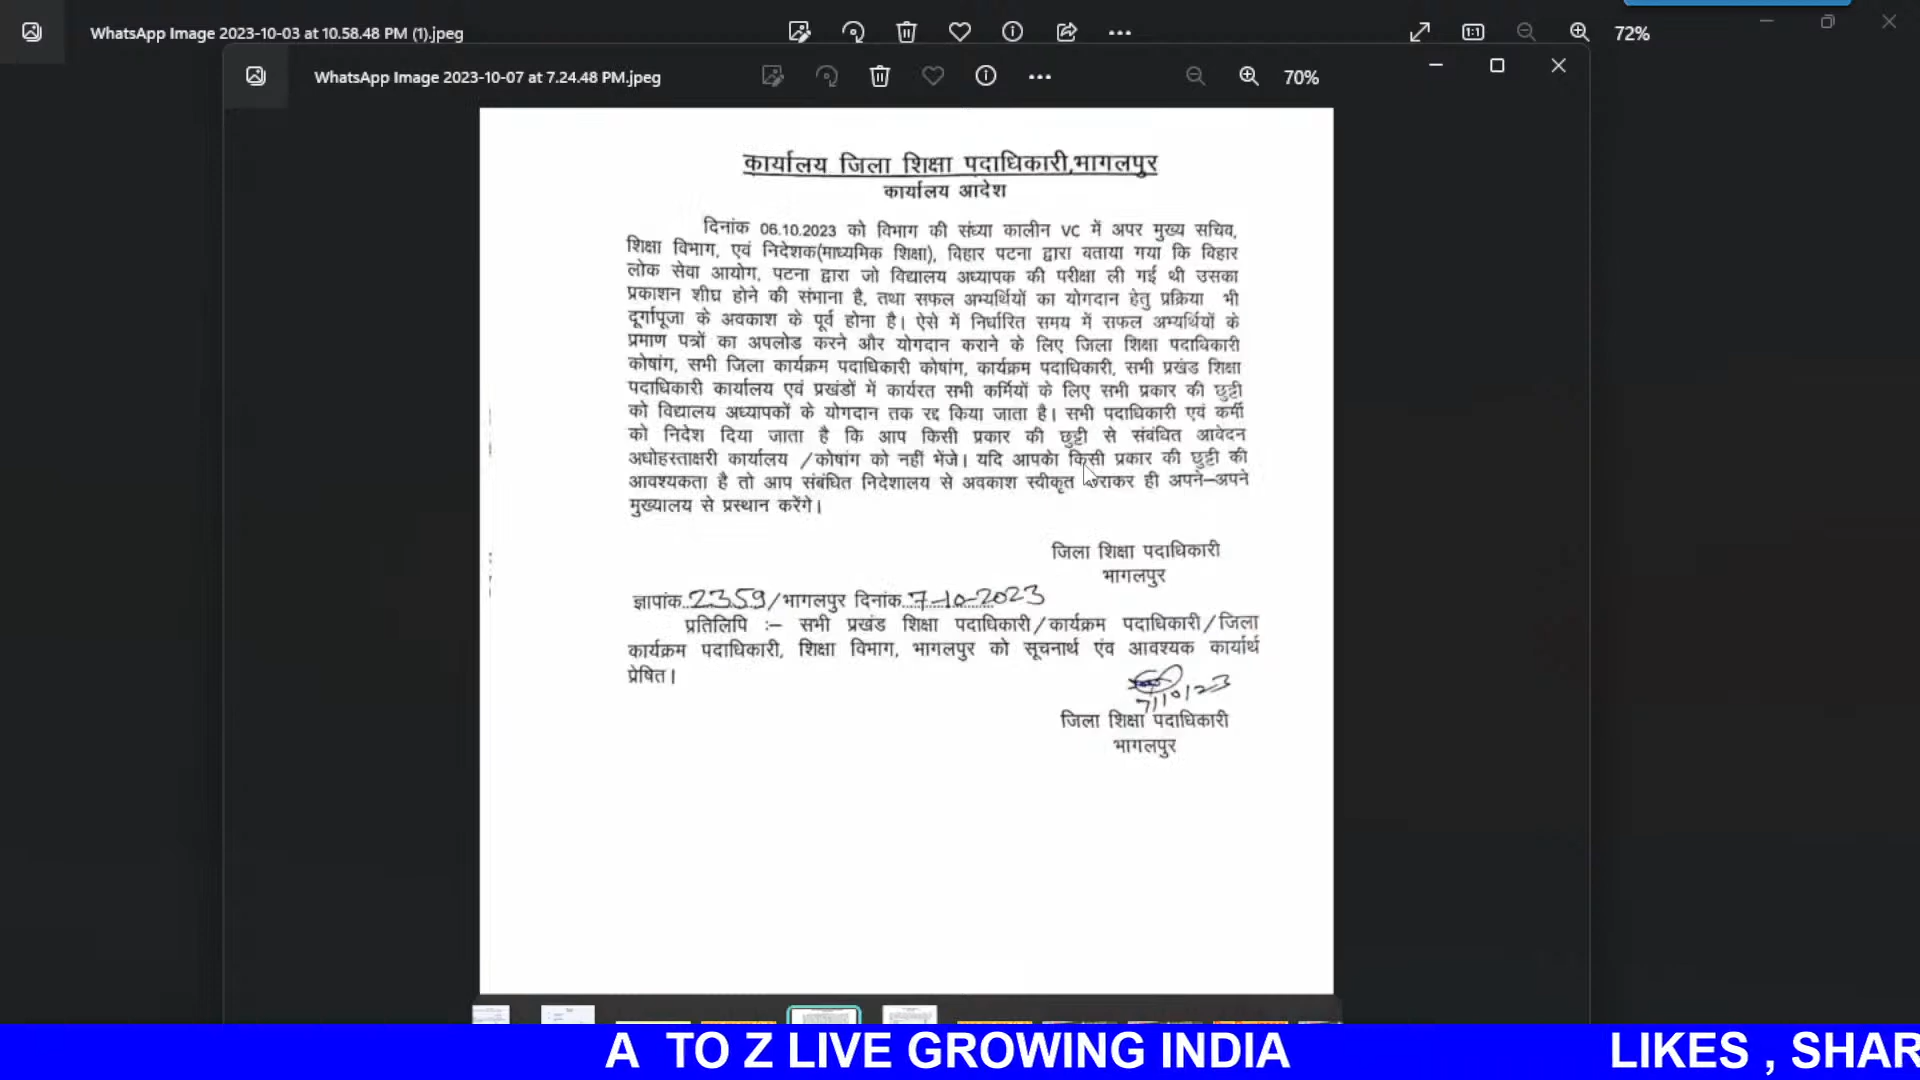 WhatsApp Image 2023-10-03 at 10.58.48 PM (1).jpeg
72%
WhatsApp Image 2023-10-07 at 7.24.48 PM.jpeg
70%
कार्यालय जिला शिक्षा पदाधिकारी,भागलपुर
कार्यालय आदेश
दिनांक 06.10.2023 को विभाग की संध्या कालीन VC में अपर मुख्य सचिव,
शिक्षा विभाग, एवं निदेशक(माध्यमिक शिक्षा), बिहार पटना द्वारा बताया गया कि बिहार
लोक सेवा आयोग, पटना द्वारा जो विद्यालय अध्यापक की परीक्षा ली गई थी उसका
प्रकाशन शीघ्र होने की संभाना है, तथा सफल अभ्यर्थियों का योगदान हेतु प्रक्रिया भी
दूर्गापूजा के अवकाश के पूर्व होना है। ऐसे में निर्धारित समय में सफल अभ्यर्थियों के
प्रमाण पत्रों का अपलोड करने और योगदान कराने के लिए जिला शिक्षा पदाधिकारी
कोषांग, सभी जिला कार्यक्रम पदाधिकारी कोषांग, कार्यक्रम पदाधिकारी, सभी प्रखंड शिक्षा
पदाधिकारी कार्यालय एवं प्रखंडों में कार्यरत सभी कर्मियों के लिए सभी प्रकार की छुट्टी
को विद्यालय अध्यापकों के योगदान तक रद्द किया जाता है। सभी पदाधिकारी एवं कर्मी
को निदेश दिया जाता है कि आप किसी प्रकार की छुट्टी से संबंधित आवेदन
अधोहस्ताक्षरी कार्यालय /कोषांग को नहीं भेंजे। यदि आपको किसी प्रकार की छुट्टी की
आवश्यकता है तो आप संबंधित निदेशालय से अवकाश स्वीकृत कराकर ही अपने–अपने
मुख्यालय से प्रस्थान करेंगे।
जिला शिक्षा पदाधिकारी
भागलपुर
ज्ञापांक..2359/भागलपुर दिनांक..7-10-2023
प्रतिलिपि :– सभी प्रखंड शिक्षा पदाधिकारी/कार्यक्रम पदाधिकारी/जिला
कार्यक्रम पदाधिकारी, शिक्षा विभाग, भागलपुर को सूचनार्थ एंव आवश्यक कार्यार्थ
प्रेषित।
7/10/23
जिला शिक्षा पदाधिकारी
भागलपुर
A TO Z LIVE GROWING INDIA
LIKES , SHAR